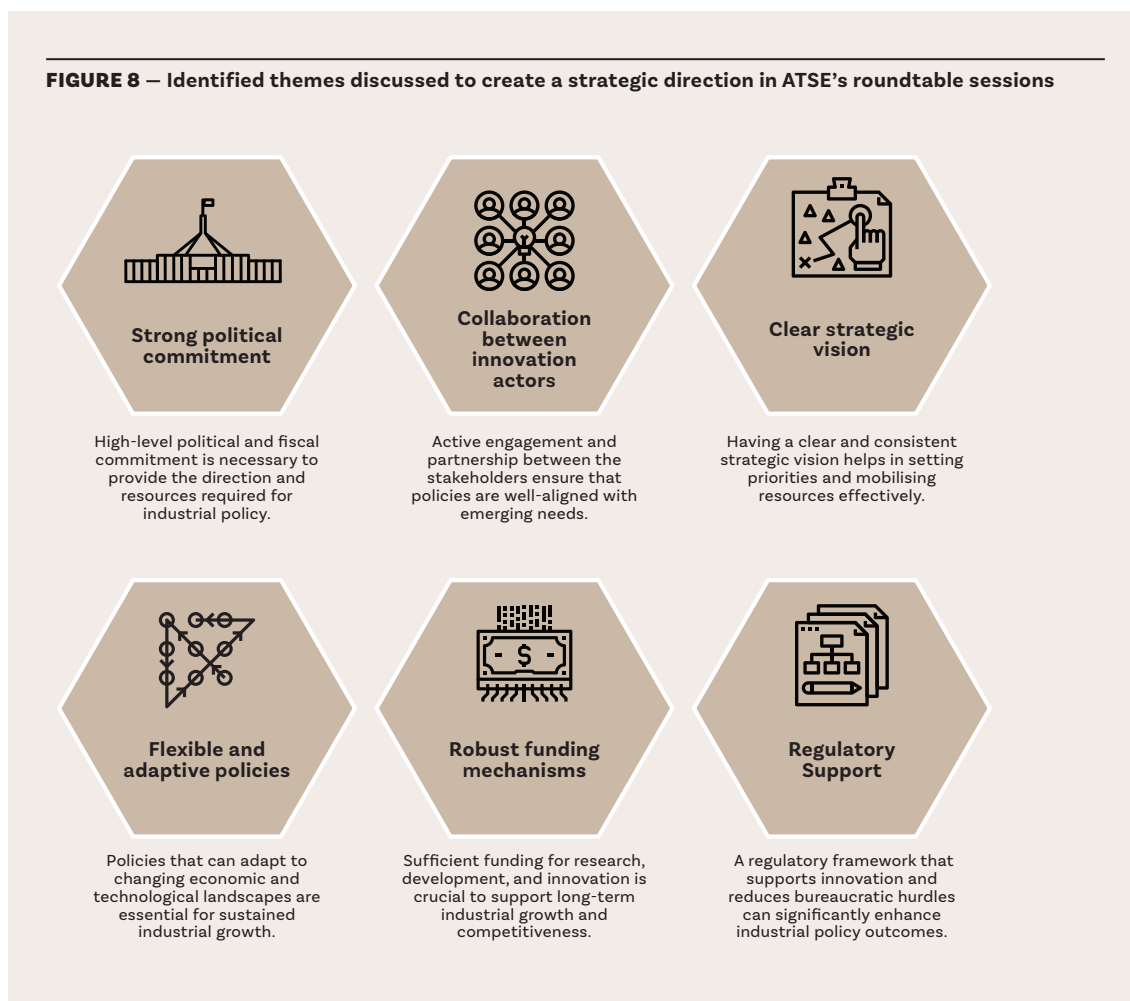 FIGURE 8 — Identified themes discussed to create a strategic direction in ATSE’s roundtable sessions
Strong political
commitment
High-level political and fiscal
commitment is necessary to
provide the direction and
resources required for
industrial policy.
Collaboration
between
innovation
actors
Active engagement and
partnership between the
stakeholders ensure that
policies are well-aligned with
emerging needs.
Clear strategic
vision
Having a clear and consistent
strategic vision helps in setting
priorities and mobilising
resources effectively.
Flexible and
adaptive policies
Policies that can adapt to
changing economic and
technological landscapes are
essential for sustained
industrial growth.
Robust funding
mechanisms
Sufficient funding for research,
development, and innovation is
crucial to support long-term
industrial growth and
competitiveness.
Regulatory
Support
A regulatory framework that
supports innovation and
reduces bureaucratic hurdles
can significantly enhance
industrial policy outcomes.